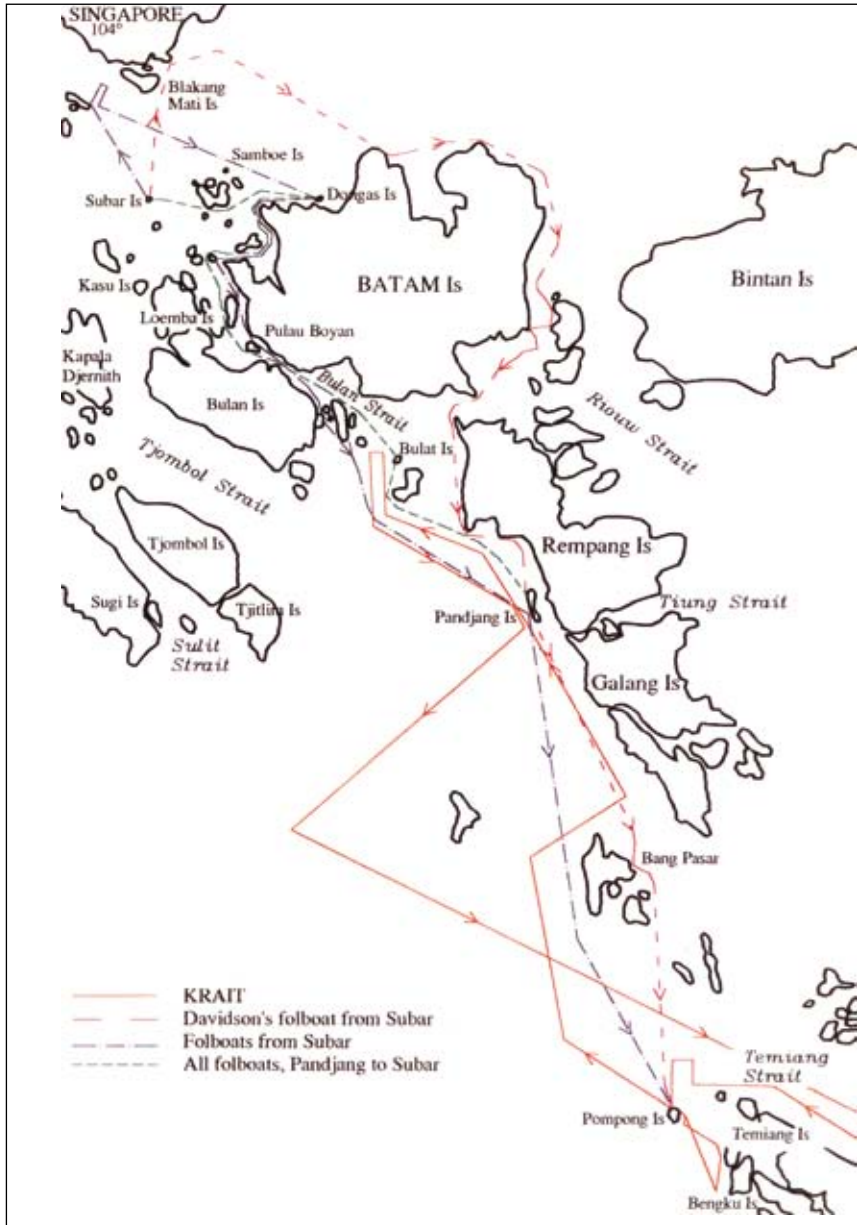 SINGAPORE
104°
Blakang
Mati Is
Samboe Is
Subar Is
Dongas Is
Kasu Is
BATAM Is
Bintan Is
Loemba Is
Pulau Boyan
Kapala
Djernith
Bulan Strait
Bulan Is
Riouw Strait
Bulat Is
Tjombol Strait
Tjombol Is
Rempang Is
Sugi Is
Tjitlim Is
Pandjang Is
Tiung Strait
Sulit
Strait
Galang Is
Bang Pasar
KRAIT
Davidson's folboat from Subar
Folboats from Subar
All folboats, Pandjang to Subar
Temiang
Strait
Pompong Is
Temiang Is
Bengku Is